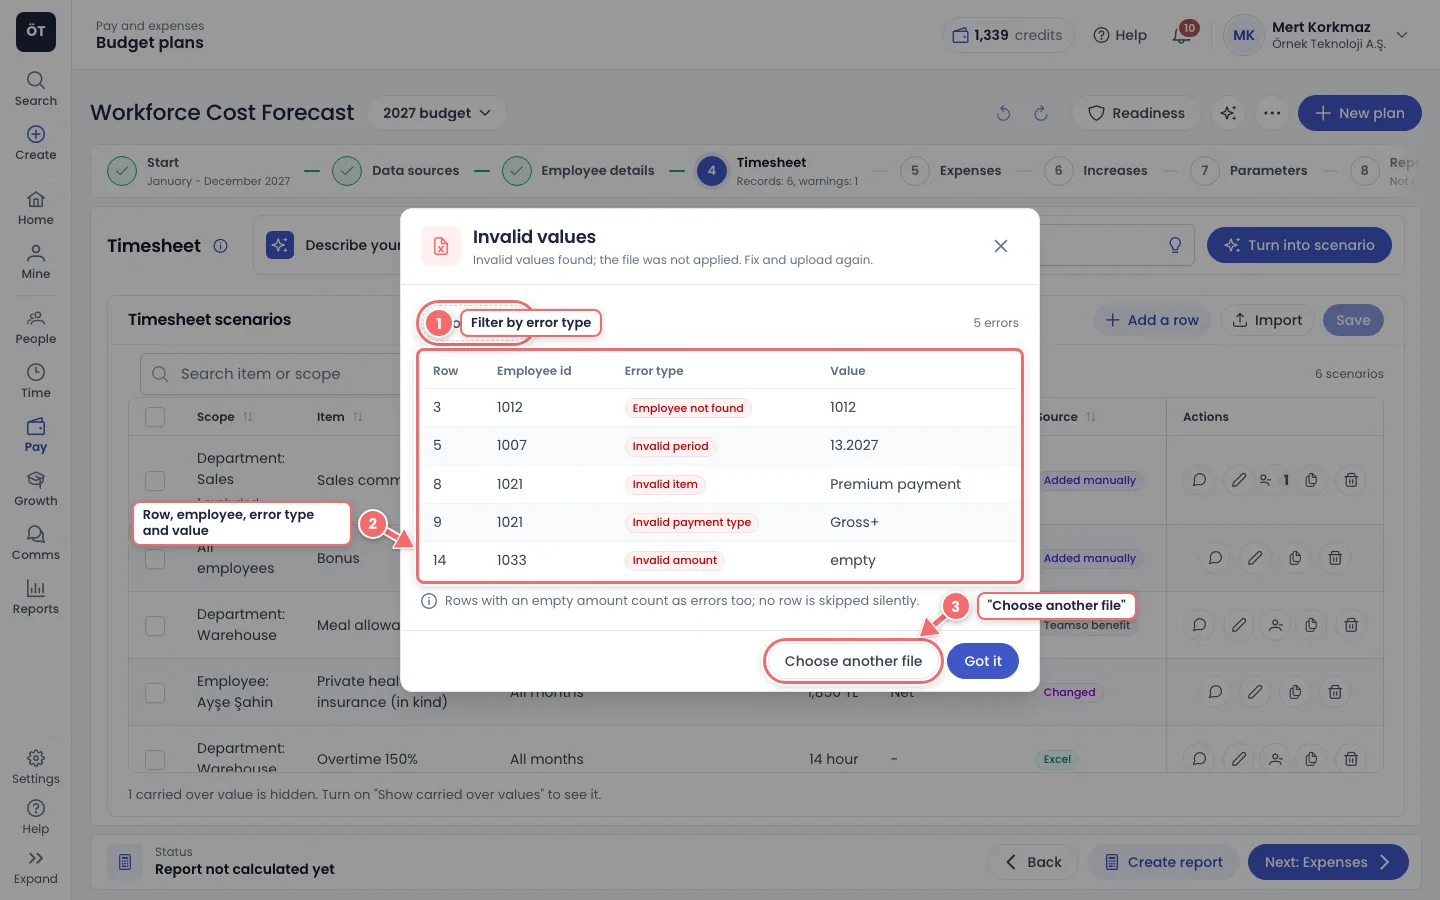 ÖT
Pay and expenses
Budget plans
1,339 credits
Help
10
MK
Mert Korkmaz
Örnek Teknoloji A.Ş.
Search
Create
Home
Mine
People
Time
Pay
Growth
Comms
Reports
Settings
Help
Expand
Workforce Cost Forecast
2027 budget
Readiness
New plan
Start
January - December 2027
Data sources
Employee details
4
Timesheet
Records: 6, warnings: 1
5
Expenses
6
Increases
7
Parameters
8
Timesheet
Describe your
Turn into scenario
Timesheet scenarios
Add a row
Import
Save
Search item or scope
6 scenarios
Scope
Item
Source
Actions
Department:
Sales
Sales comm
Added manually
1
All
employees
Bonus
Added manually
Department:
Warehouse
Meal allowa
Teamso benefit
Employee:
Ayşe Şahin
Private heal
insurance (in kind)
All months
1,850 TL
Net
Changed
Department:
Warehouse
Overtime 150%
All months
14 hour
-
Excel
1 carried over value is hidden. Turn on "Show carried over values" to see it.
Status
Report not calculated yet
Back
Create report
Next: Expenses
Invalid values
Invalid values found; the file was not applied. Fix and upload again.
1
Filter by error type
5 errors
Row
Employee id
Error type
Value
3
1012
Employee not found
1012
5
1007
Invalid period
13.2027
8
1021
Invalid item
Premium payment
9
1021
Invalid payment type
Gross+
14
1033
Invalid amount
empty
Row, employee, error type
and value
2
Rows with an empty amount count as errors too; no row is skipped silently.
3
"Choose another file"
Choose another file
Got it